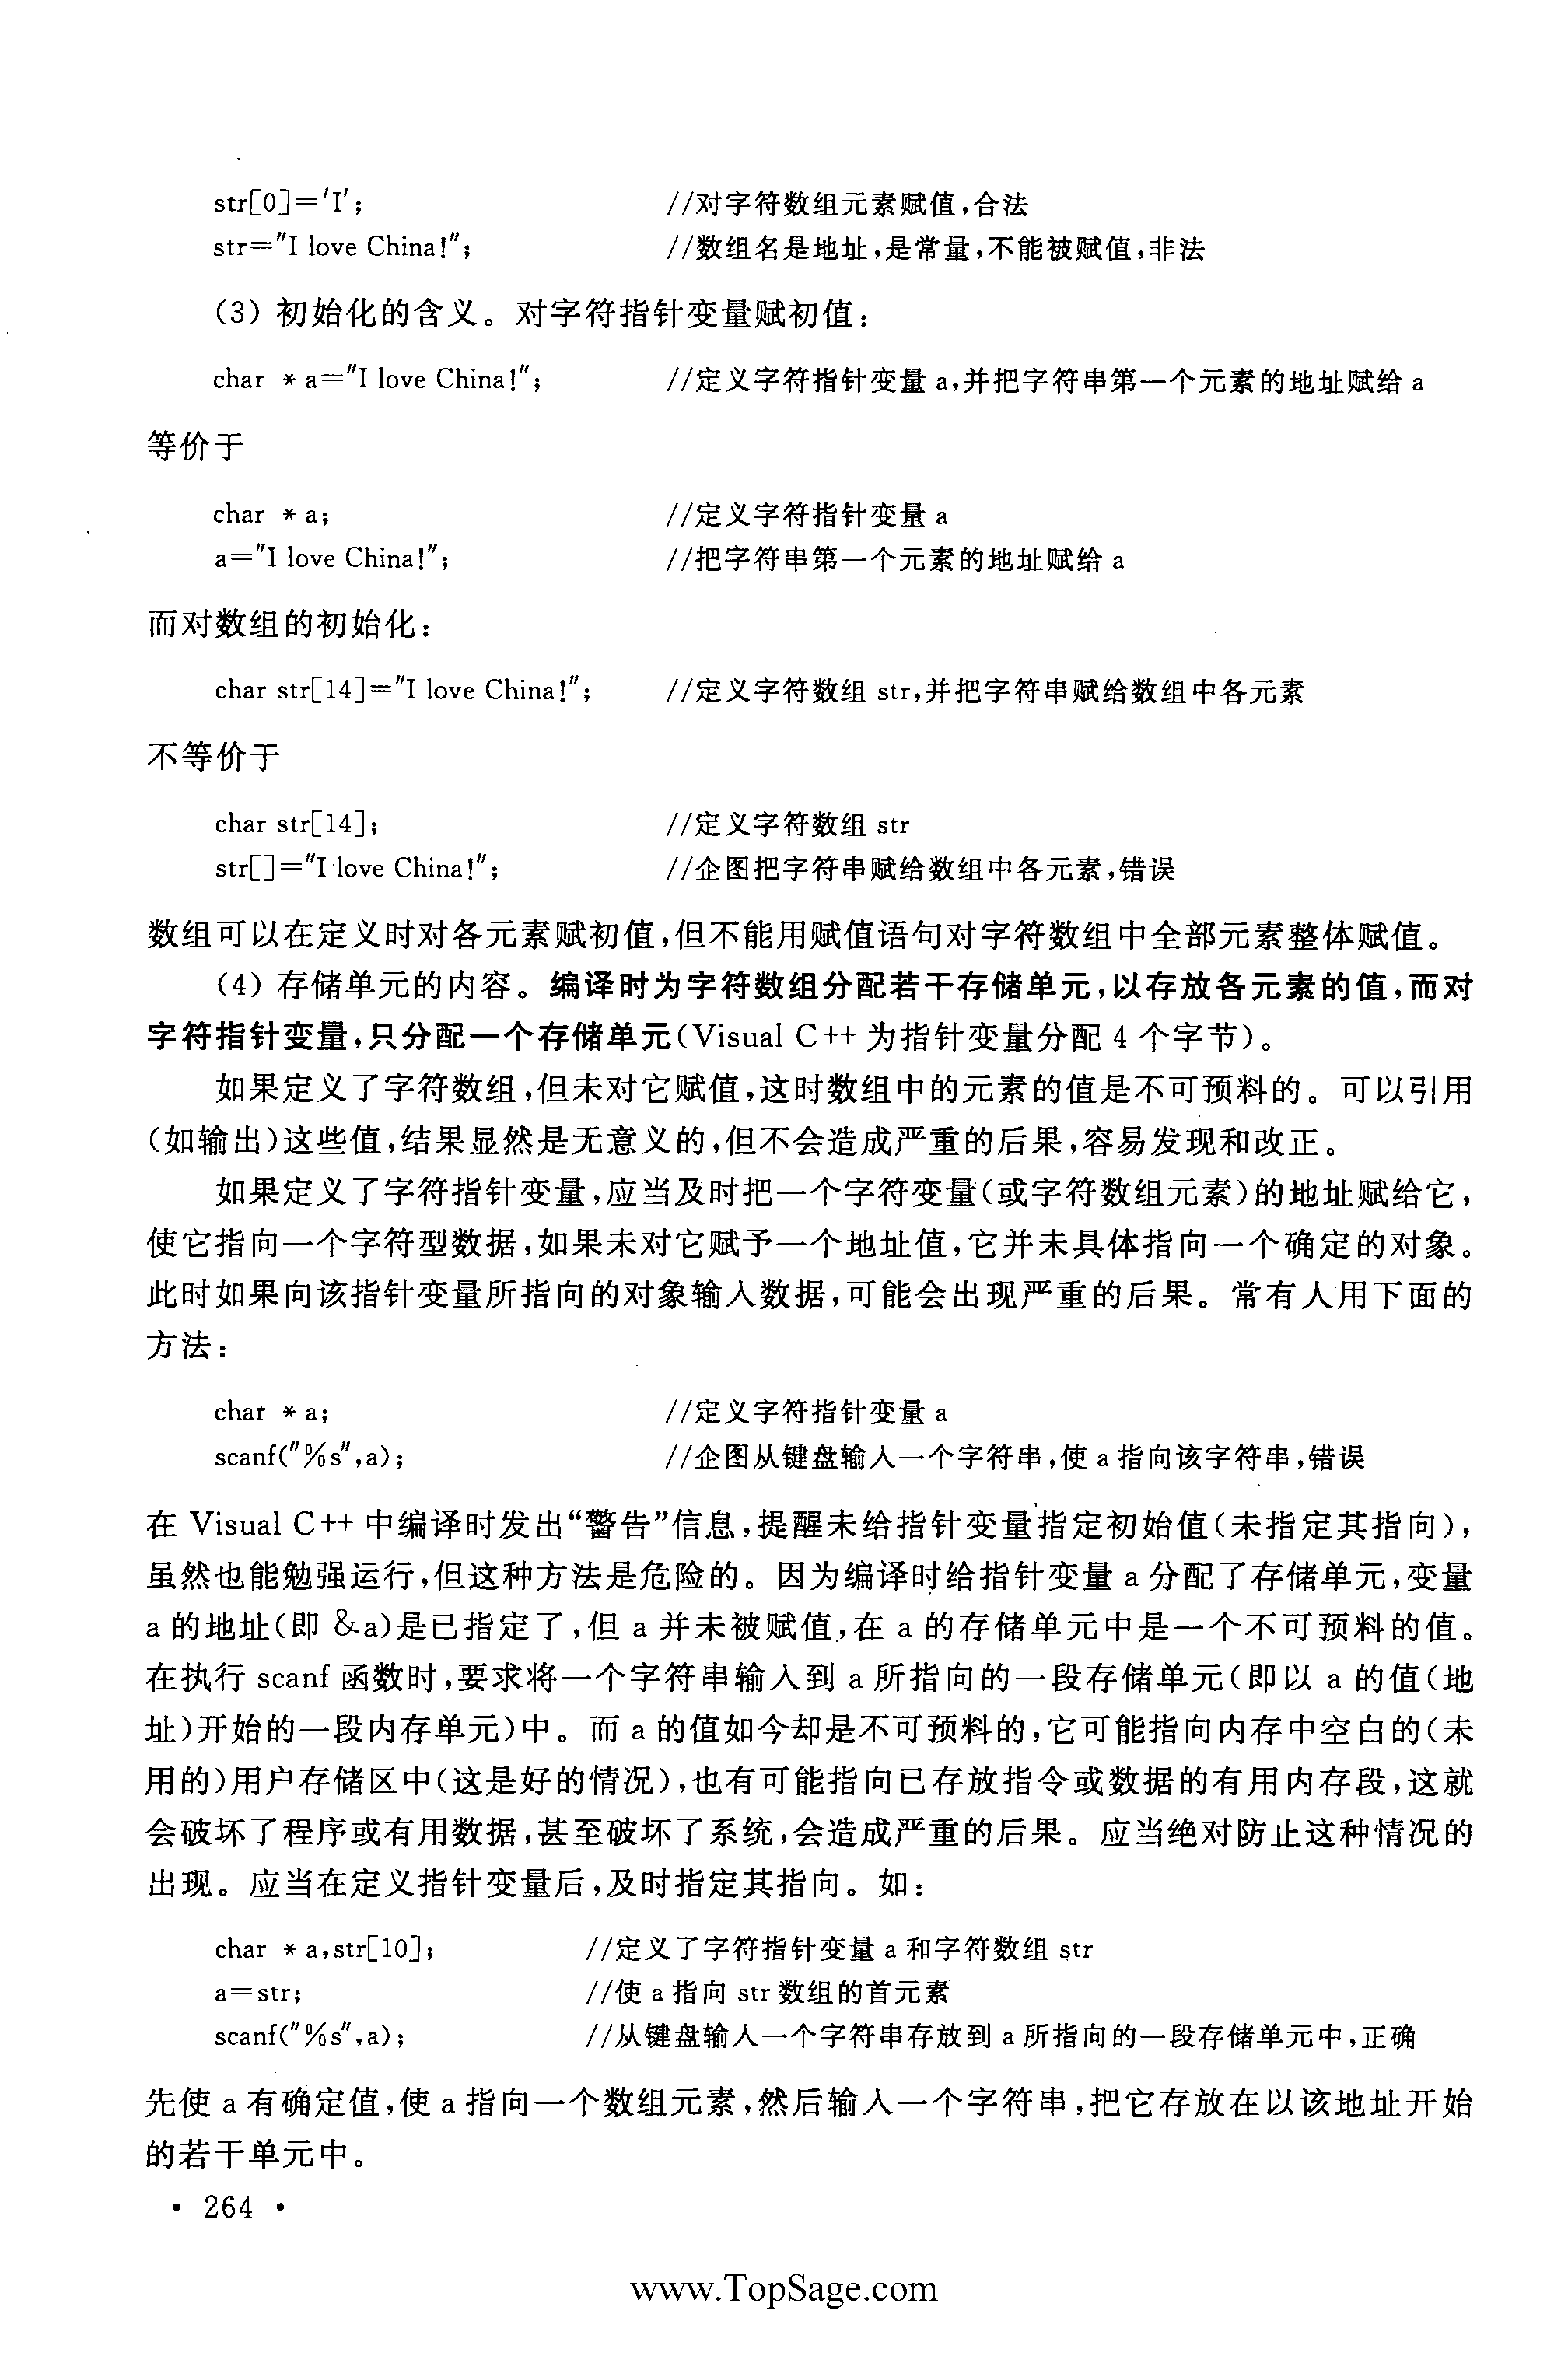 str[0]='I';	//对字符数组元素赋值,合法
str="I love China!";	//数组名是地址,是常量,不能被赋值,非法
(3) 初始化的含义。对字符指针变量赋初值:
char *a="I love China!";	//定义字符指针变量 a,并把字符串第一个元素的地址赋给 a
等价于
char *a;	//定义字符指针变量 a
a="I love China!";	//把字符串第一个元素的地址赋给 a
而对数组的初始化:
char str[14]="I love China!";	//定义字符数组 str,并把字符串赋给数组中各元素
不等价于
char str[14];	//定义字符数组 str
str[]="I love China!";	//企图把字符串赋给数组中各元素,错误
数组可以在定义时对各元素赋初值,但不能用赋值语句对字符数组中全部元素整体赋值。
(4) 存储单元的内容。编译时为字符数组分配若干存储单元,以存放各元素的值,而对
字符指针变量,只分配一个存储单元(Visual C++ 为指针变量分配 4 个字节)。
如果定义了字符数组,但未对它赋值,这时数组中的元素的值是不可预料的。可以引用
(如输出)这些值,结果显然是无意义的,但不会造成严重的后果,容易发现和改正。
如果定义了字符指针变量,应当及时把一个字符变量(或字符数组元素)的地址赋给它,
使它指向一个字符型数据,如果未对它赋予一个地址值,它并未具体指向一个确定的对象。
此时如果向该指针变量所指向的对象输入数据,可能会出现严重的后果。常有人用下面的
方法:
char *a;	//定义字符指针变量 a
scanf("%s",a);	//企图从键盘输入一个字符串,使 a 指向该字符串,错误
在 Visual C++ 中编译时发出“警告”信息,提醒未给指针变量指定初始值(未指定其指向),
虽然也能勉强运行,但这种方法是危险的。因为编译时给指针变量 a 分配了存储单元,变量
a 的地址(即 &a)是已指定了,但 a 并未被赋值,在 a 的存储单元中是一个不可预料的值。
在执行 scanf 函数时,要求将一个字符串输入到 a 所指向的一段存储单元(即以 a 的值(地
址)开始的一段内存单元)中。而 a 的值如今却是不可预料的,它可能指向内存中空白的(未
用的)用户存储区中(这是好的情况),也有可能指向已存放指令或数据的有用内存段,这就
会破坏了程序或有用数据,甚至破坏了系统,会造成严重的后果。应当绝对防止这种情况的
出现。应当在定义指针变量后,及时指定其指向。如:
char *a,str[10];	//定义了字符指针变量 a 和字符数组 str
a=str;	//使 a 指向 str 数组的首元素
scanf("%s",a);	//从键盘输入一个字符串存放到 a 所指向的一段存储单元中,正确
先使 a 有确定值,使 a 指向一个数组元素,然后输入一个字符串,把它存放在以该地址开始
的若干单元中。
• 264 •
www.TopSage.com